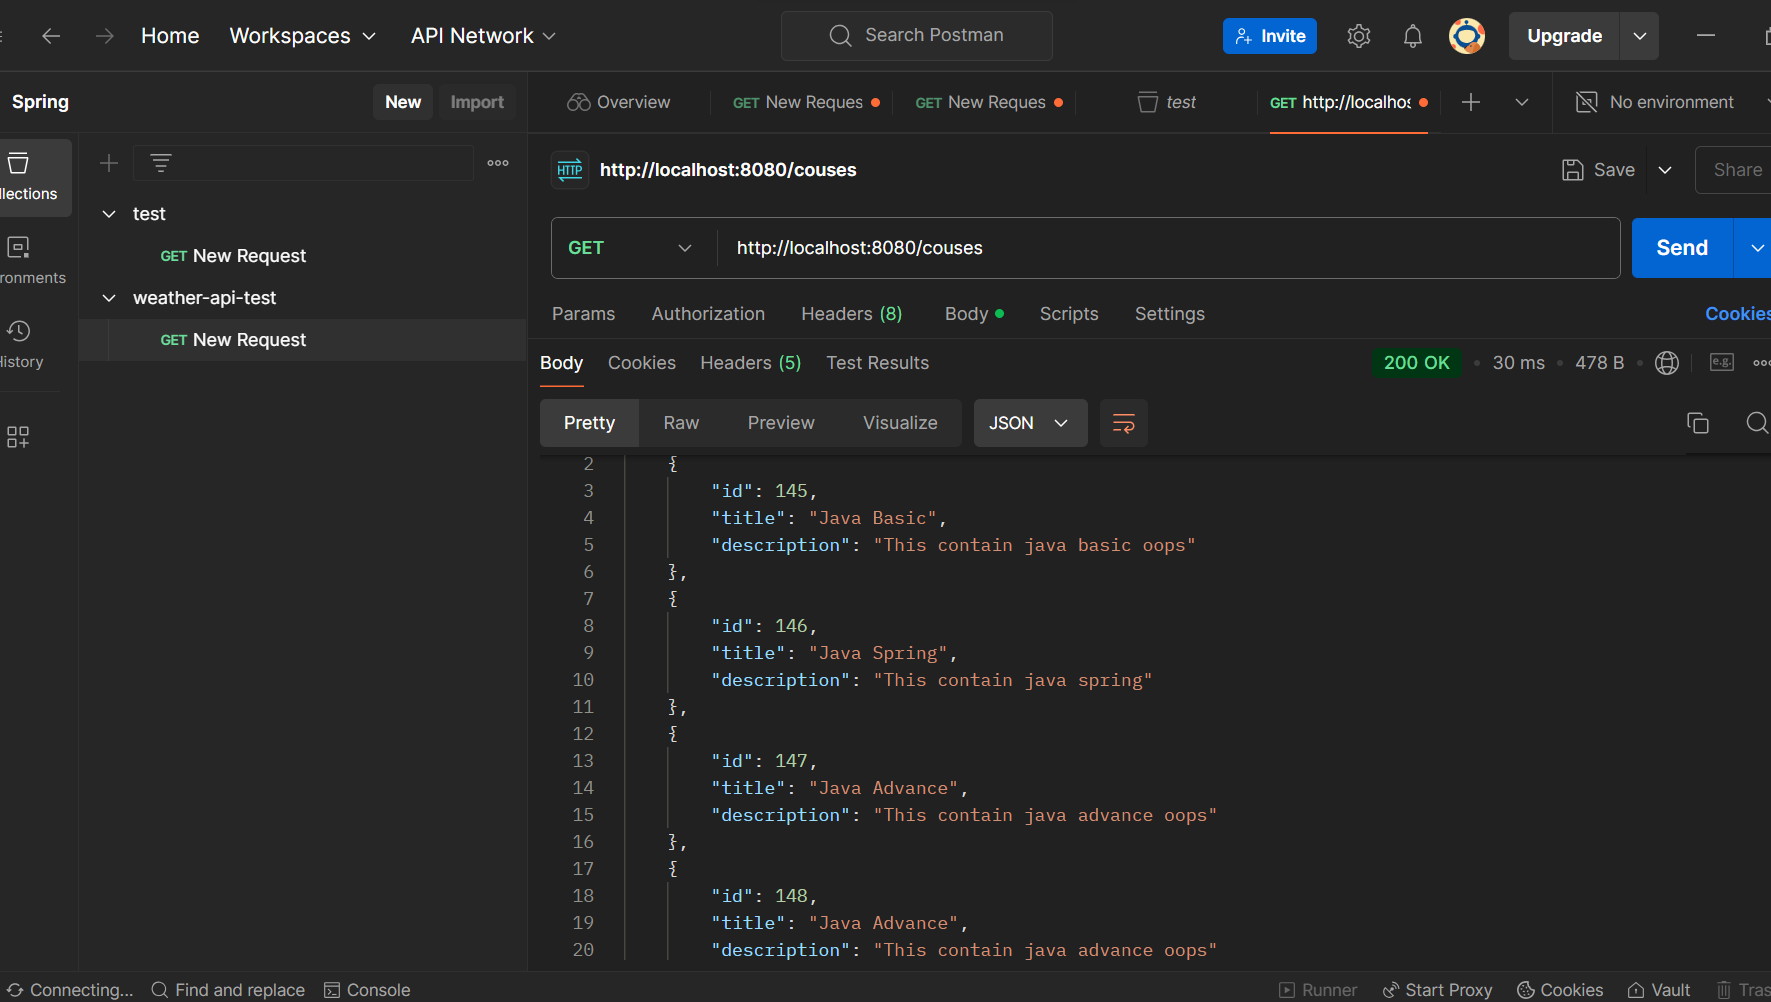 Home Workspaces API Network Search Postman Invite Upgrade
Spring New Import Overview GET New Reques GET New Reques test GET http://localhos No environment
http://localhost:8080/couses Save Share
llections
test
GET New Request
ronments
weather-api-test
GET New Request
History
GET http://localhost:8080/couses Send
Params Authorization Headers (8) Body Scripts Settings Cookies
Body Cookies Headers (5) Test Results 200 OK 30 ms 478 B e.g.
Pretty Raw Preview Visualize JSON
2 {
3 "id": 145,
4 "title": "Java Basic",
5 "description": "This contain java basic oops"
6 },
7 {
8 "id": 146,
9 "title": "Java Spring",
10 "description": "This contain java spring"
11 },
12 {
13 "id": 147,
14 "title": "Java Advance",
15 "description": "This contain java advance oops"
16 },
17 {
18 "id": 148,
19 "title": "Java Advance",
20 "description": "This contain java advance oops"
Connecting... Find and replace Console Runner Start Proxy Cookies Vault Tras